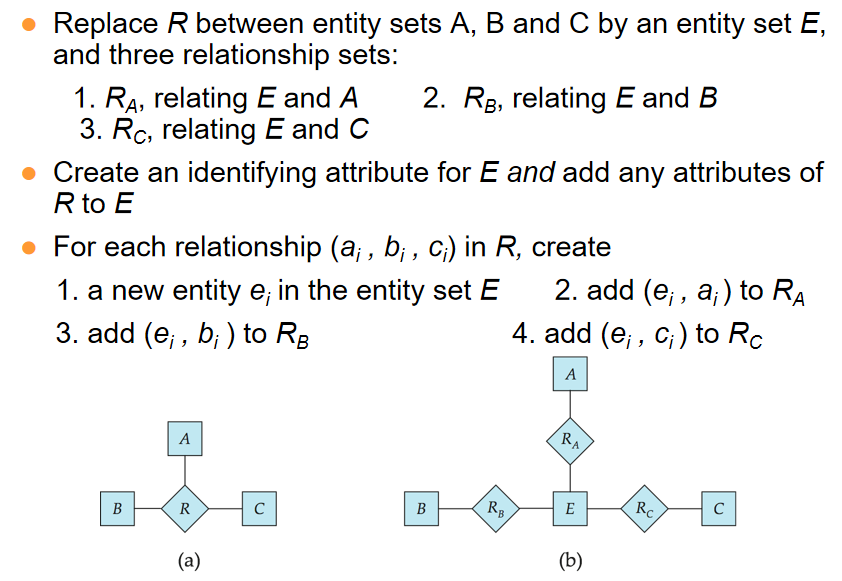 Replace R between entity sets A, B and C by an entity set E,
and three relationship sets:
1. RA, relating E and A 2. RB, relating E and B
3. RC, relating E and C
Create an identifying attribute for E and add any attributes of
R to E
For each relationship (ai , bi , ci) in R, create
1. a new entity ei in the entity set E 2. add (ei , ai ) to RA
3. add (ei , bi ) to RB 4. add (ei , ci ) to RC
A
A RA
B R C B RB E RC C
(a) (b)